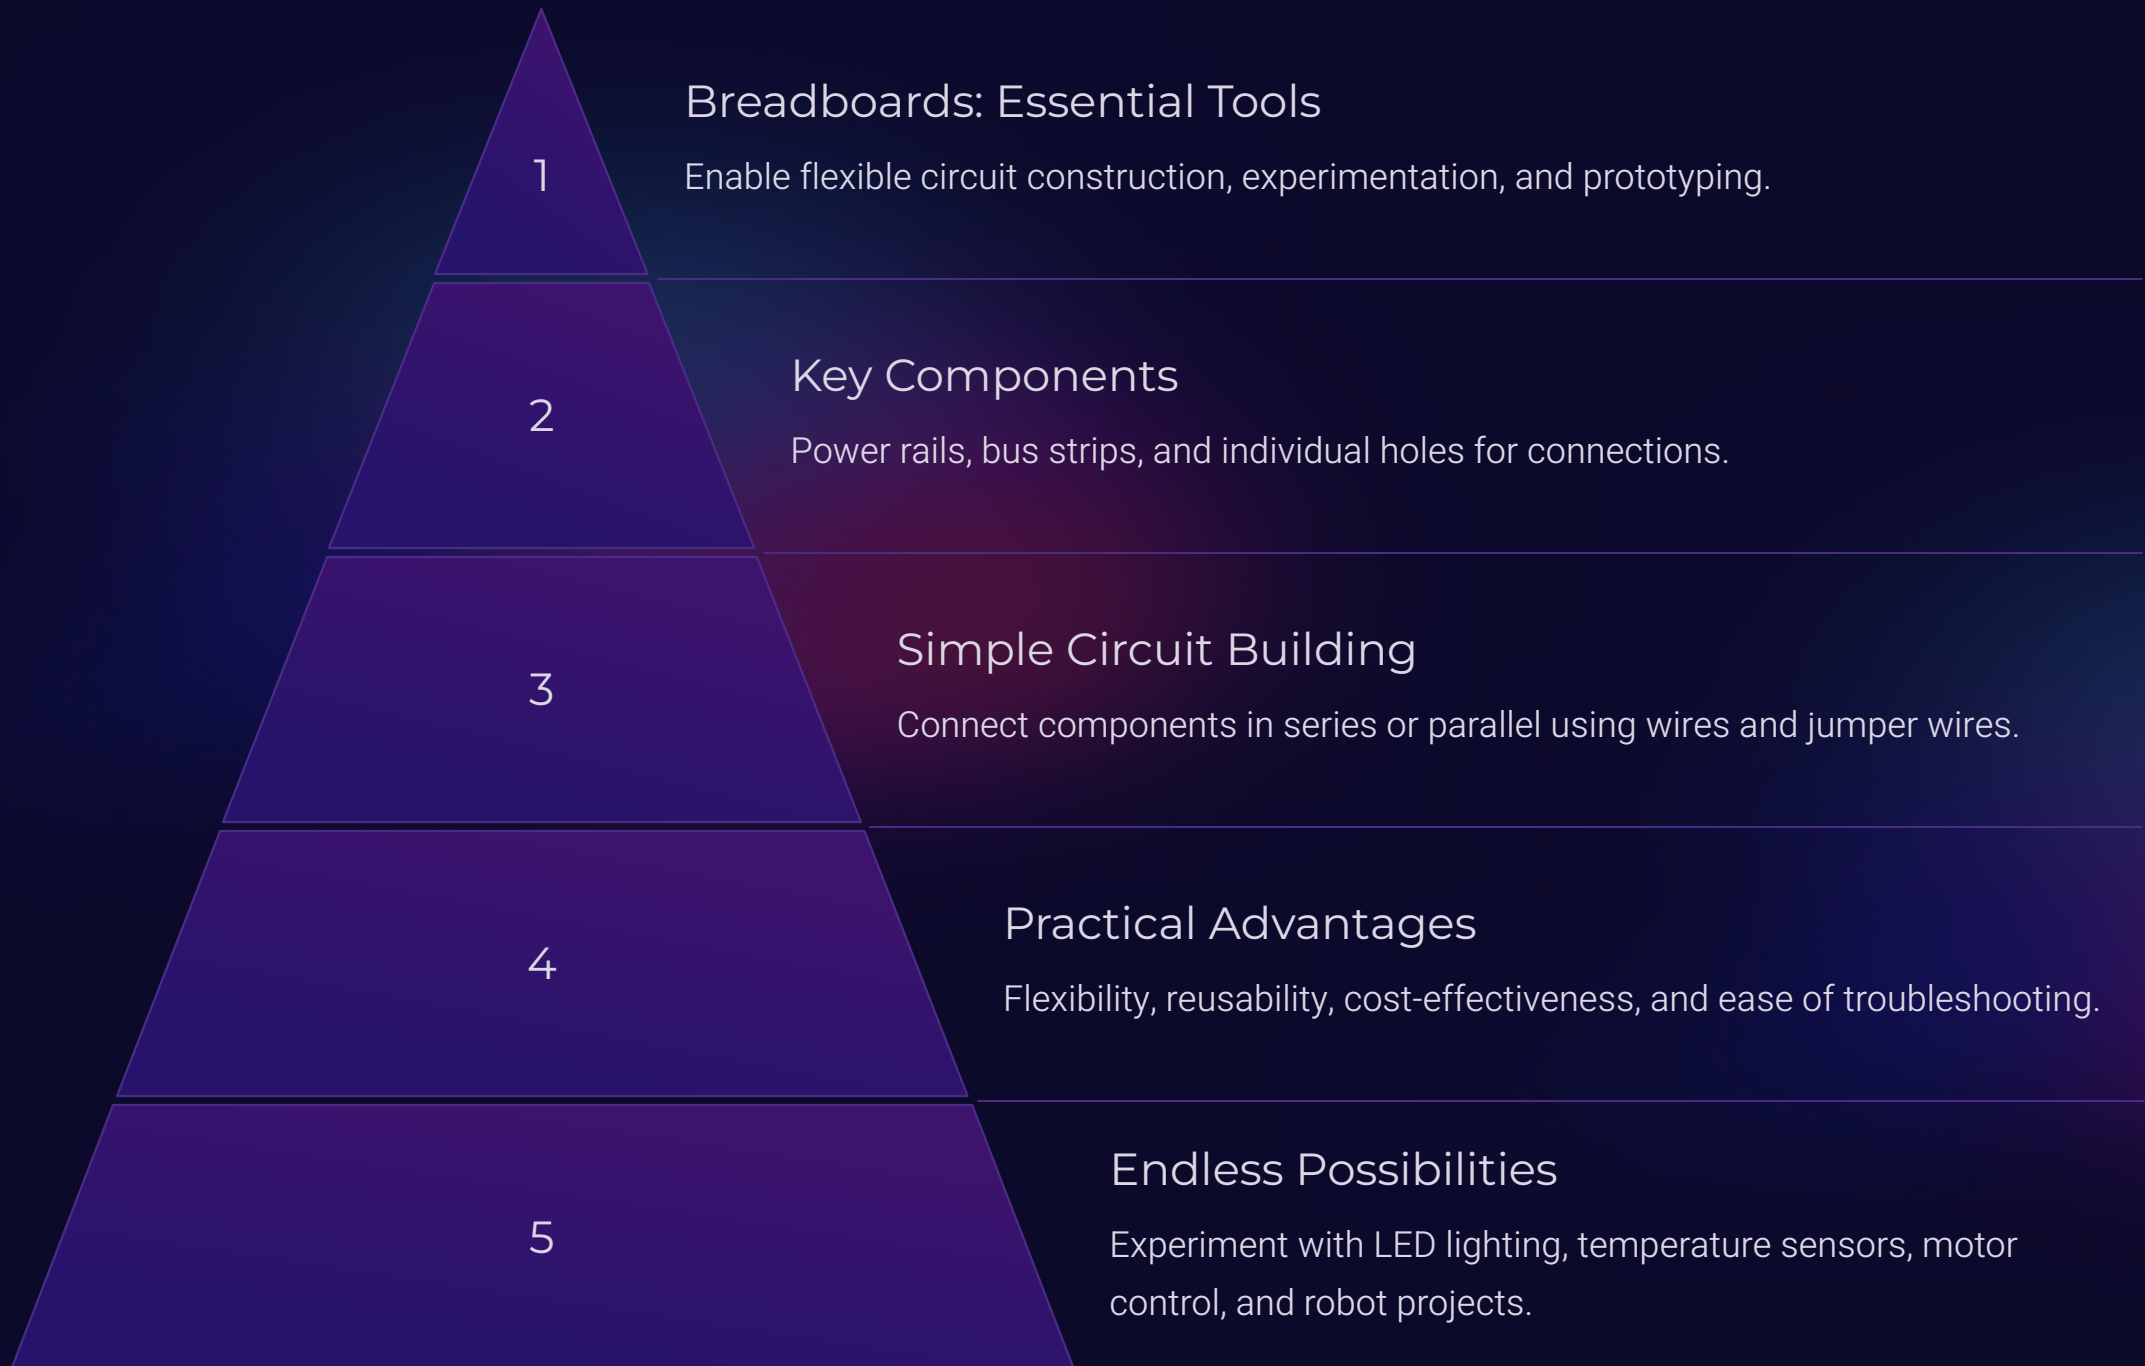 1
Breadboards: Essential Tools
Enable flexible circuit construction, experimentation, and prototyping.
2
Key Components
Power rails, bus strips, and individual holes for connections.
3
Simple Circuit Building
Connect components in series or parallel using wires and jumper wires.
4
Practical Advantages
Flexibility, reusability, cost-effectiveness, and ease of troubleshooting.
5
Endless Possibilities
Experiment with LED lighting, temperature sensors, motor
control, and robot projects.